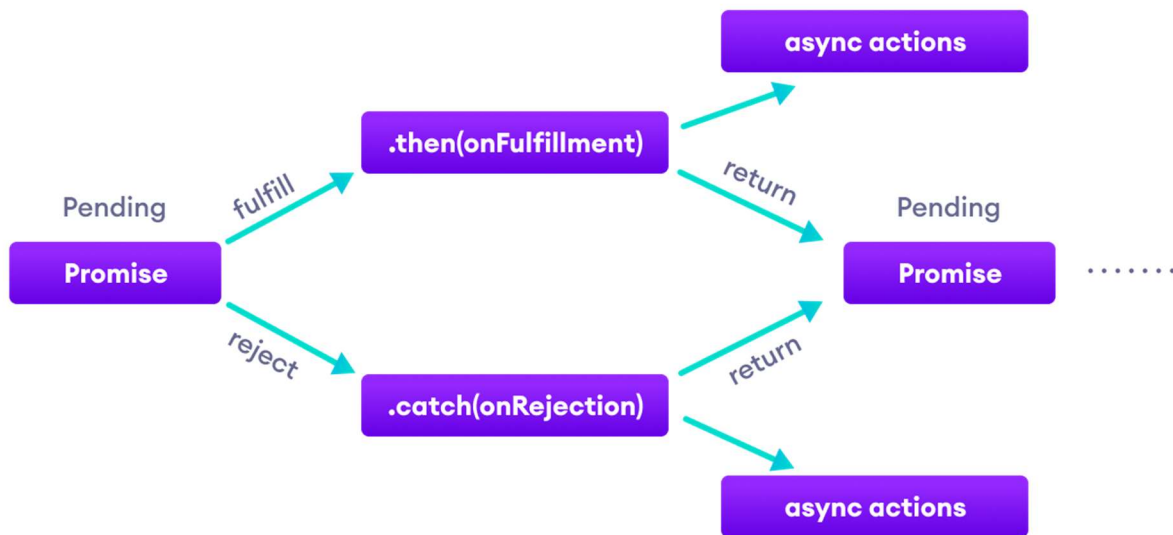 async actions
.then(onFulfillment)
fulfill
return
Pending
Pending
Promise
Promise
.......
reject
return
.catch(onRejection)
async actions